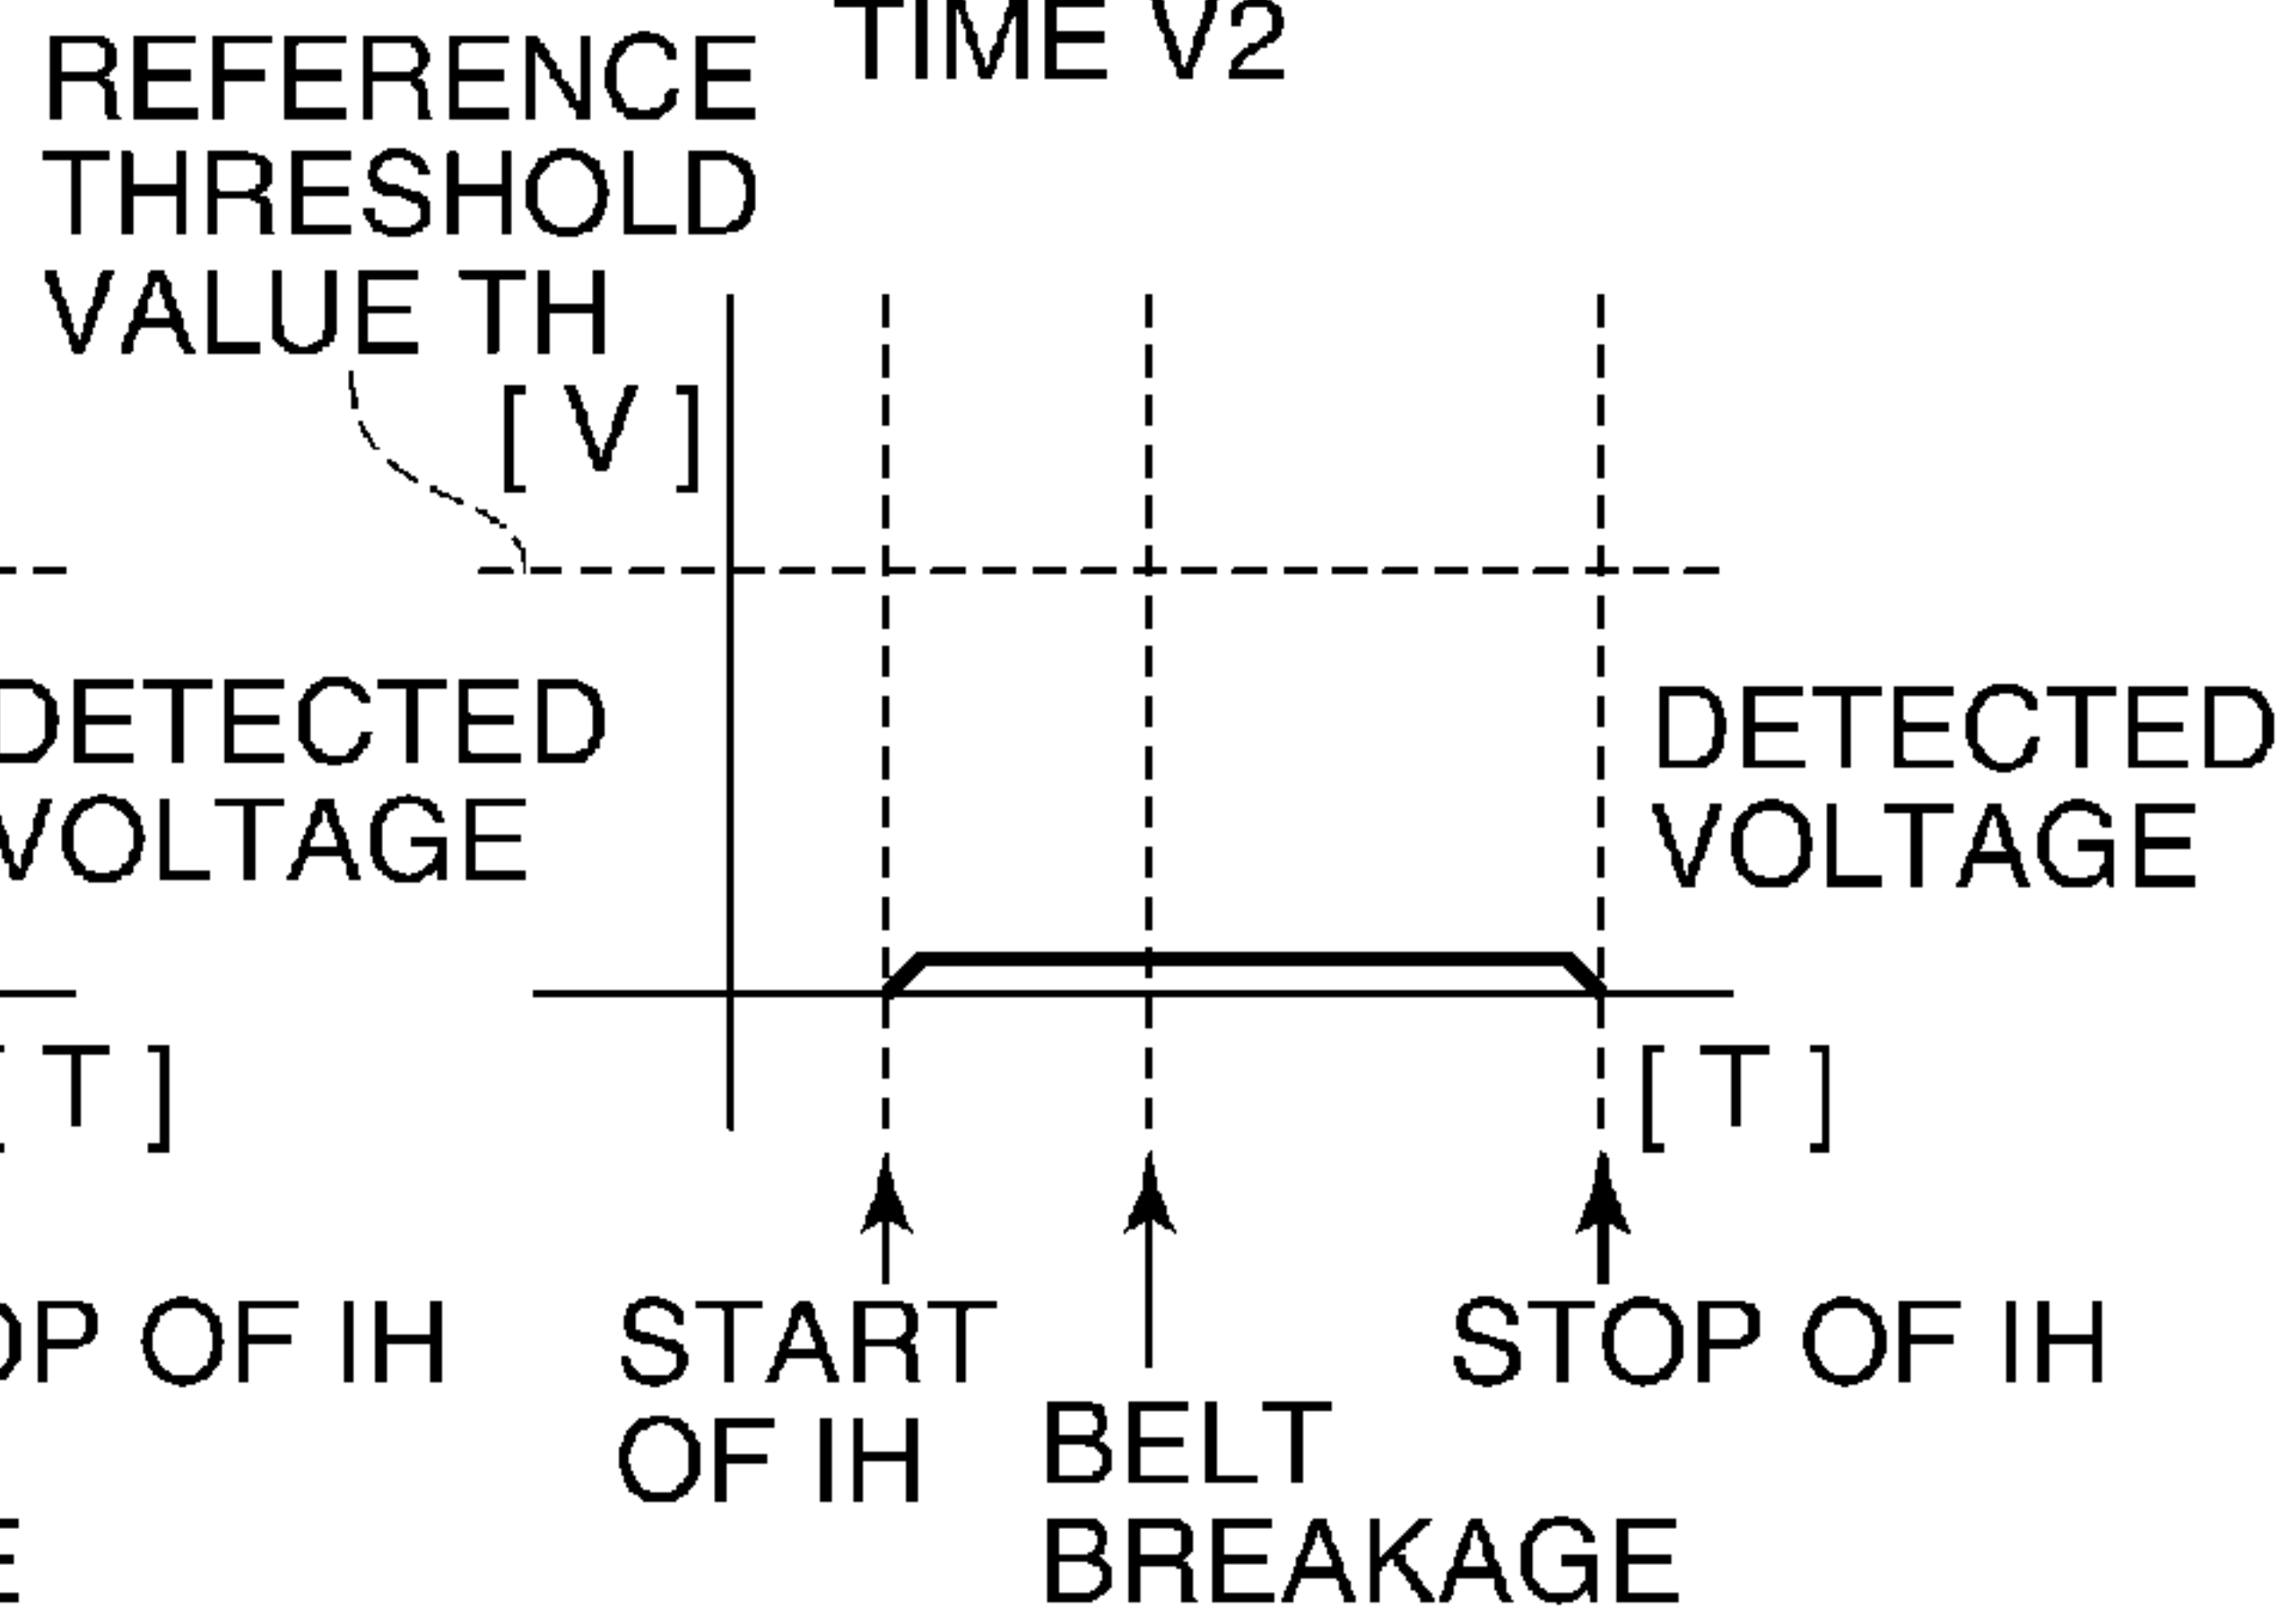 TIME V2
REFERENCE
THRESHOLD
VALUE TH
[ V ]
DETECTED
VOLTAGE
DETECTED
VOLTAGE
[ T ]
[ T ]
OF IH
START
OF IH
STOP OF IH
BELT
BREAKAGE